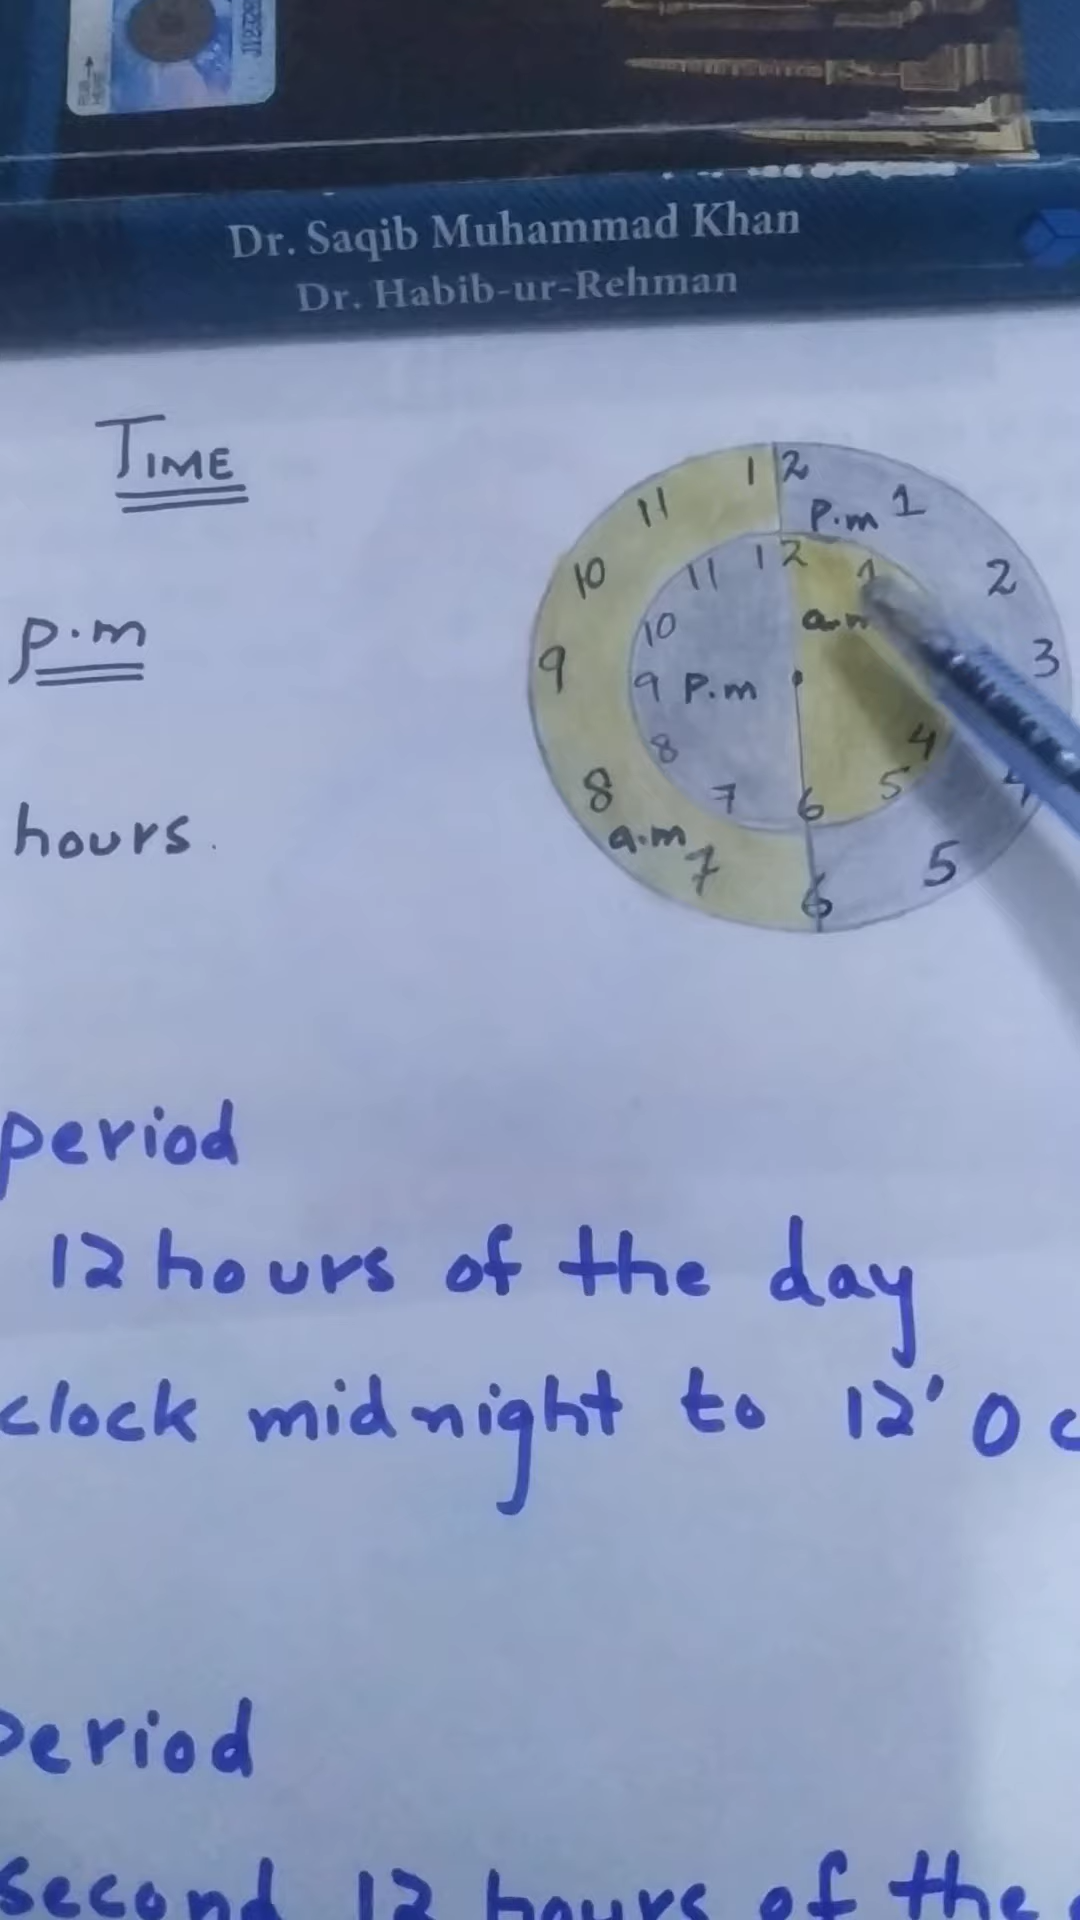 Dr. Saqib Muhammad Khan
Dr. Habib-ur-Rehman
TIME
12
11 P.m 1
12
10 11 1 2
10 a.m
9 9 P.m 3
8 4
8 7 6 5 4
a.m 7 5
6
p.m
hours.
period
12 hours of the day
clock midnight to 12' O c
period
second 12 hours of the